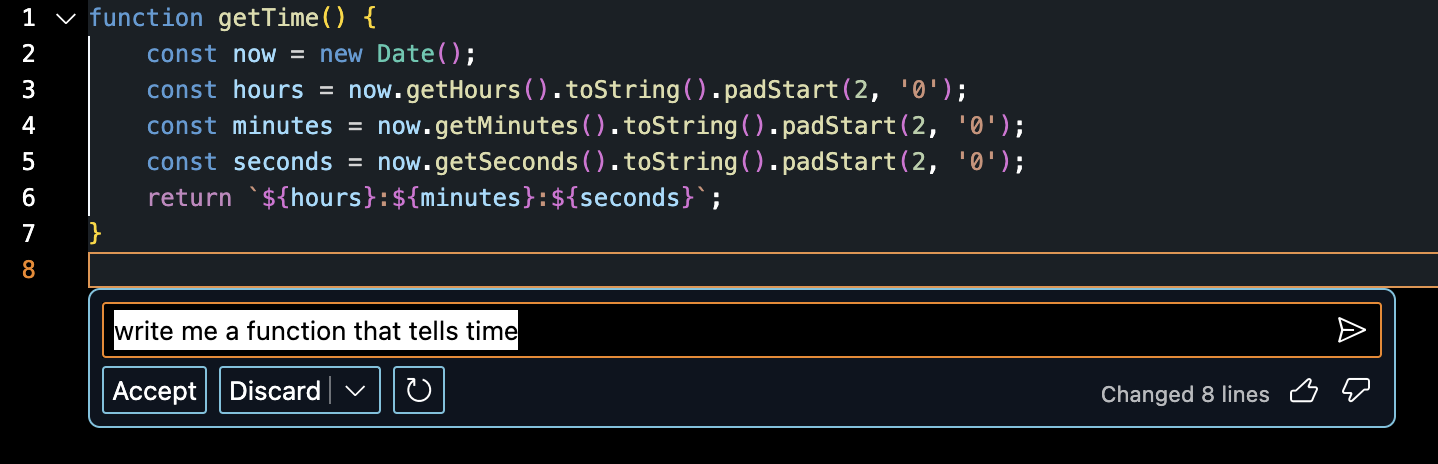 1 function getTime() {
2     const now = new Date();
3     const hours = now.getHours().toString().padStart(2, '0');
4     const minutes = now.getMinutes().toString().padStart(2, '0');
5     const seconds = now.getSeconds().toString().padStart(2, '0');
6     return `${hours}:${minutes}:${seconds}`;
7 }
8
write me a function that tells time
Accept Discard Changed 8 lines